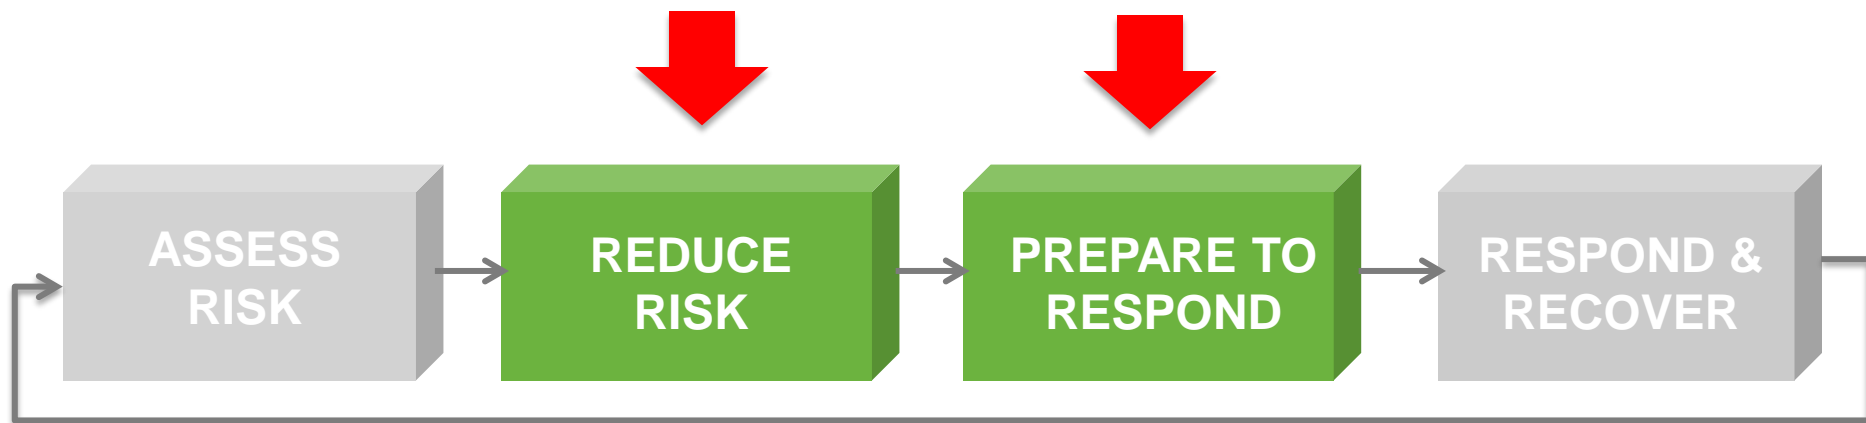 ASSESS
RISK
REDUCE
RISK
PREPARE TO
RESPOND
RESPOND &
RECOVER